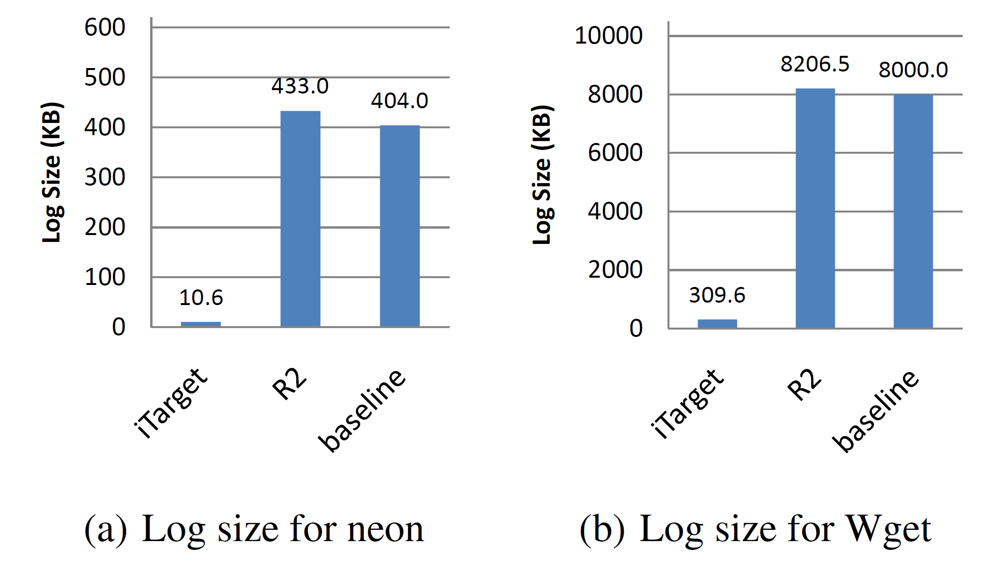 600
500
400
300
200
100
0
Log Size (KB)
10.6
433.0
404.0
iTarget
R2
baseline
(a) Log size for neon
10000
8000
6000
4000
2000
0
Log Size (KB)
309.6
8206.5
8000.0
iTarget
R2
baseline
(b) Log size for Wget